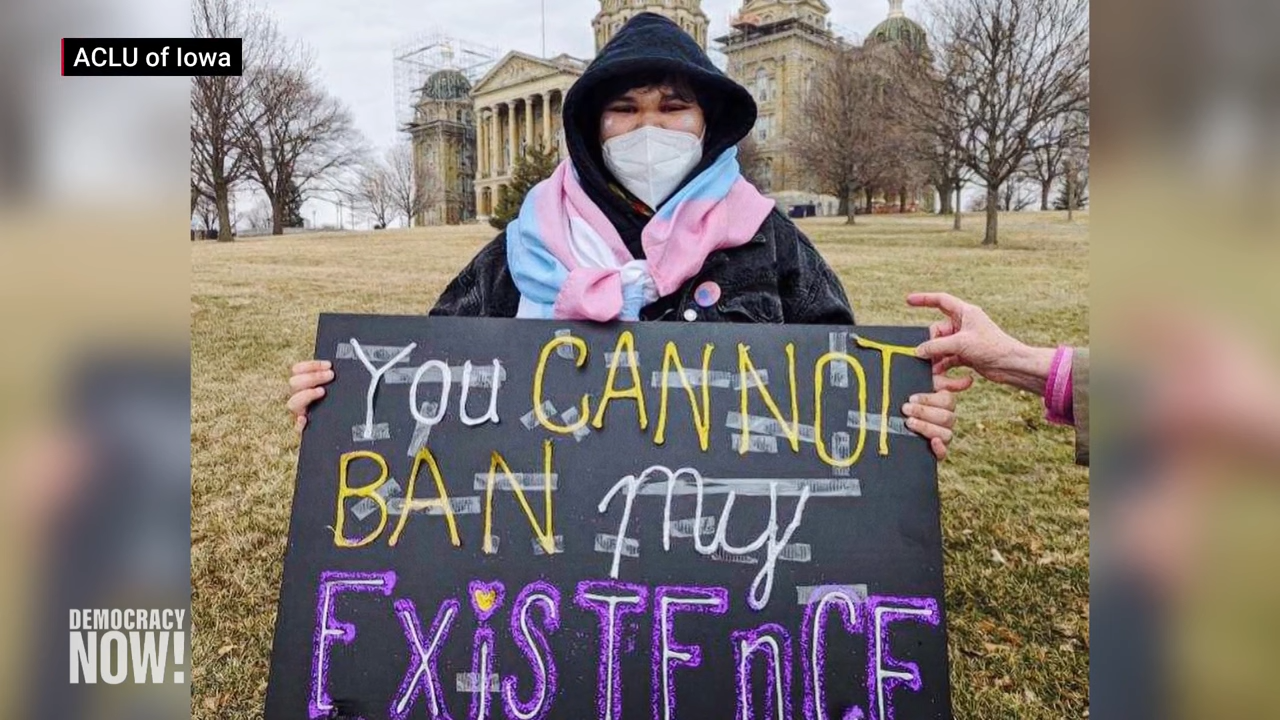 ACLU of Iowa
You CANNOT
BAN my
EXiSTEnCE
DEMOCRACY
NOW!